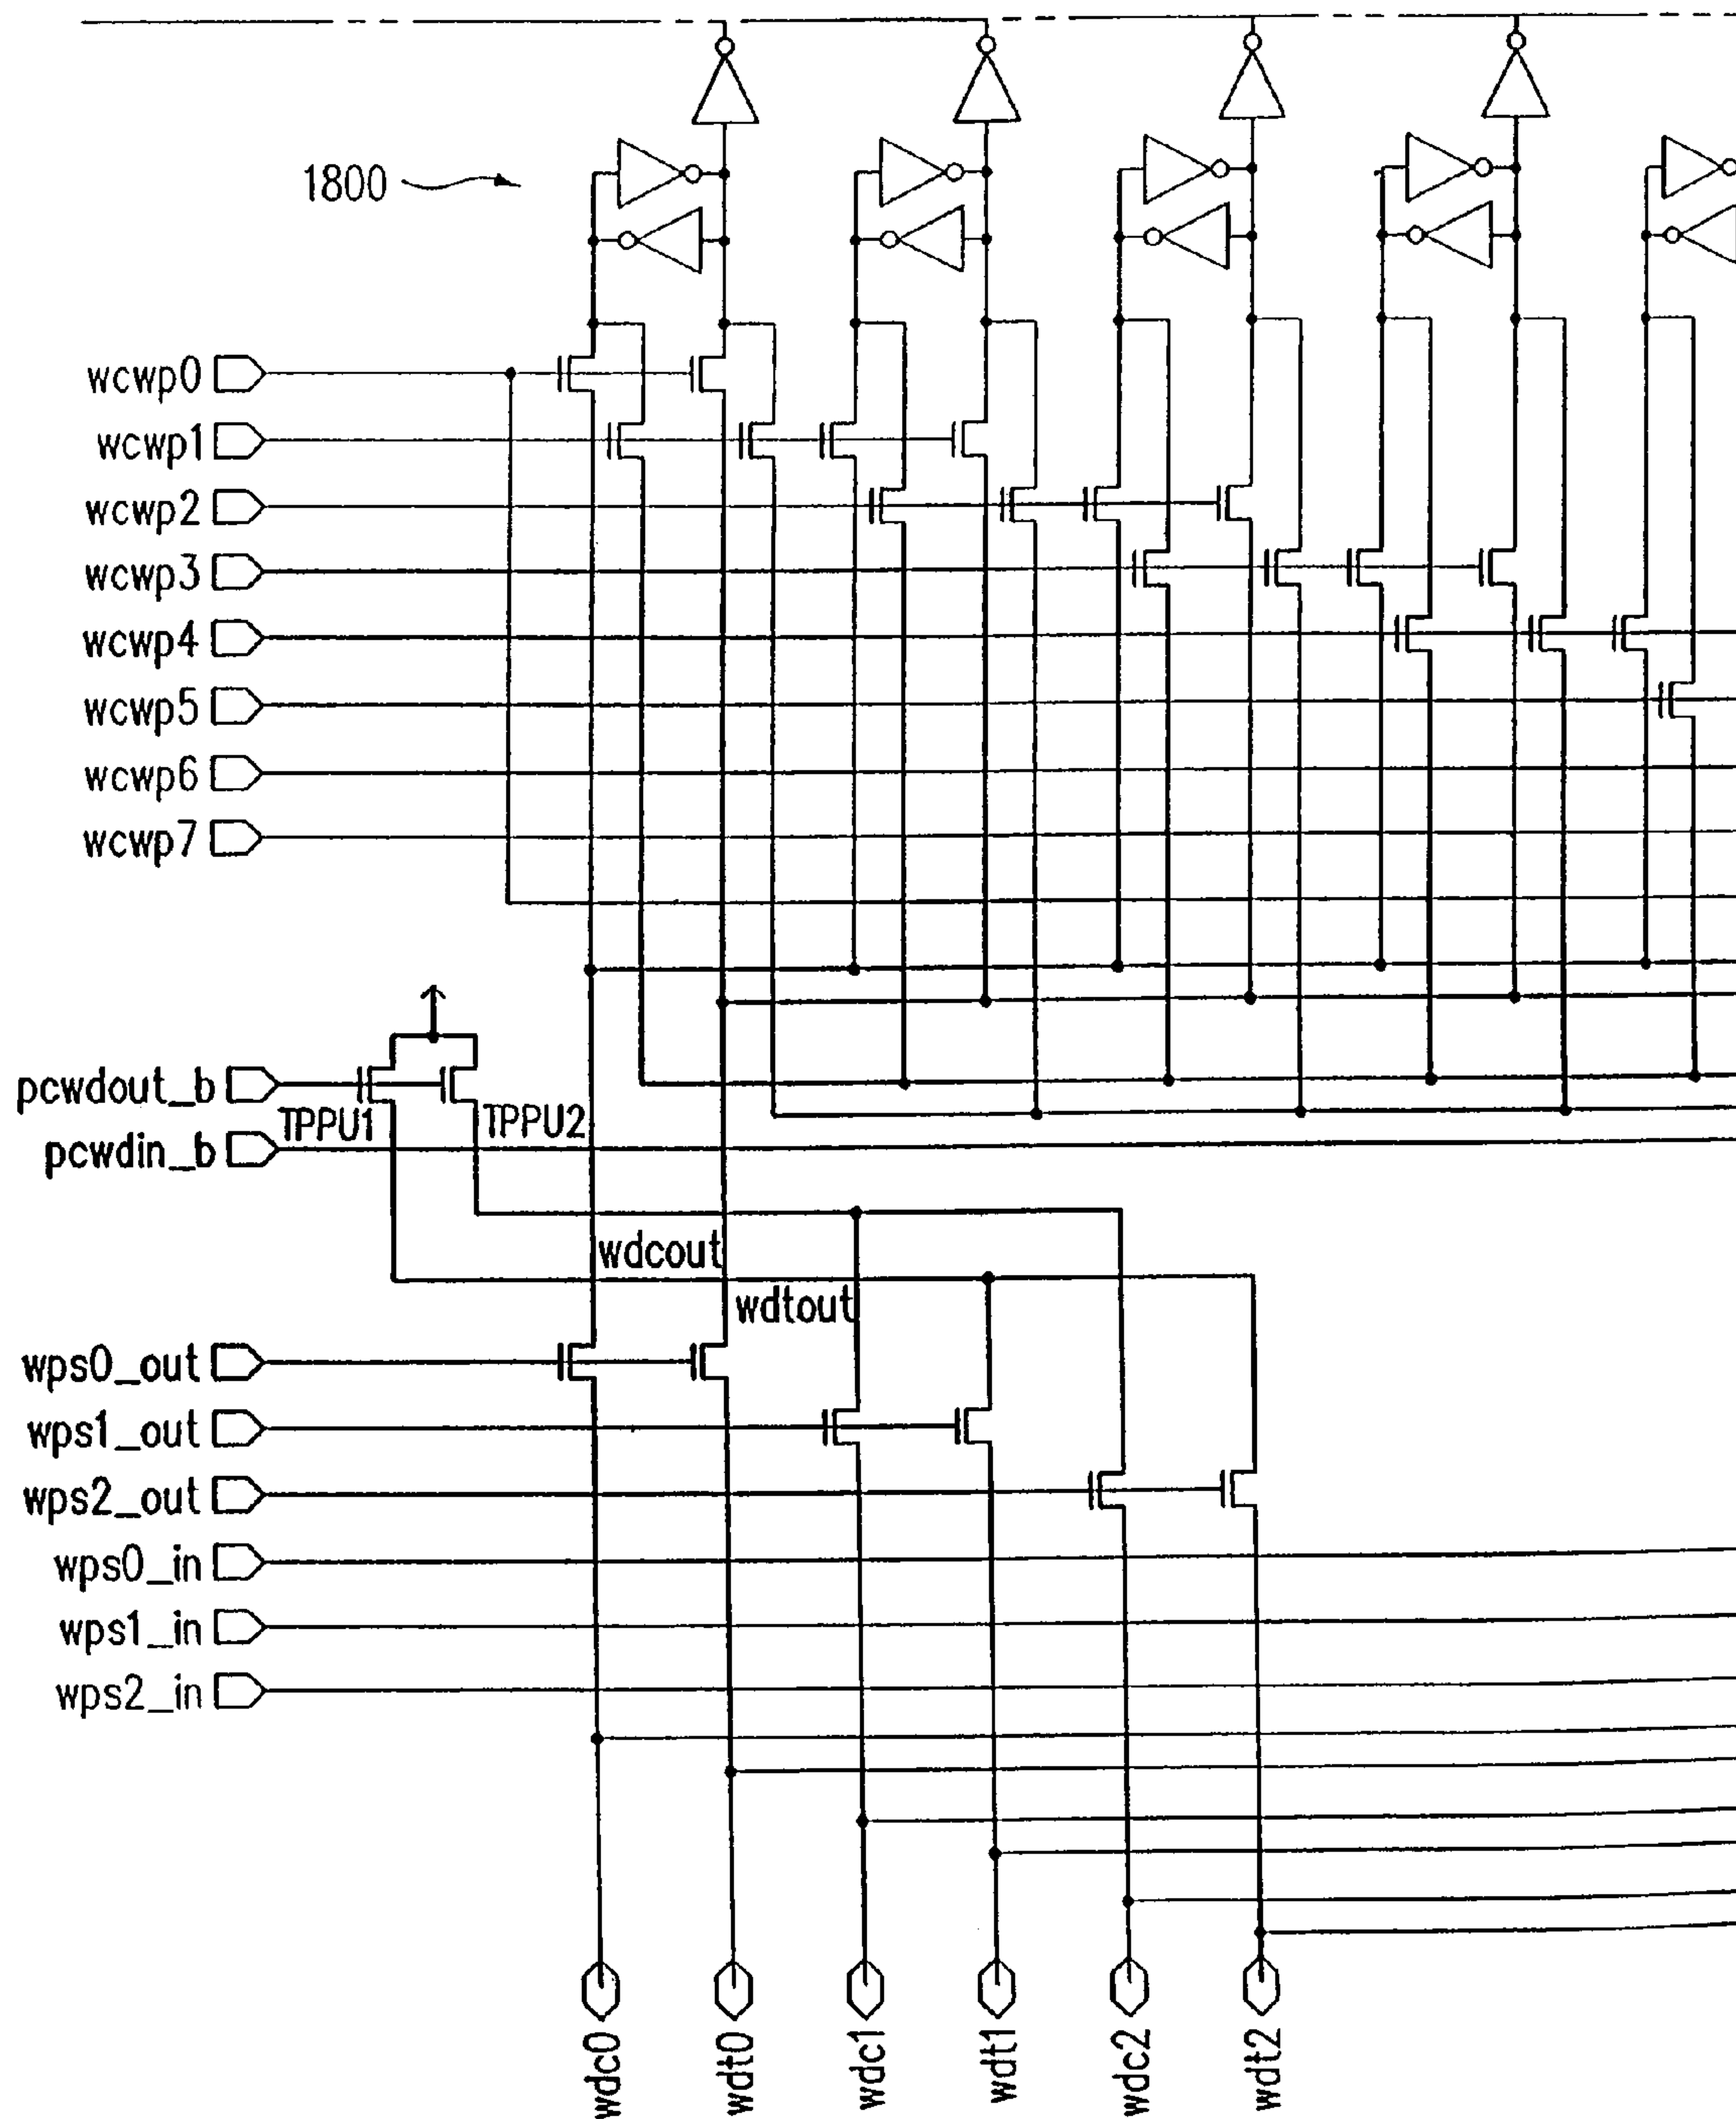 1800
wcwp0
wcwp1
wcwp2
wcwp3
wcwp4
wcwp5
wcwp6
wcwp7
pcwdout_b
TPPU1
TPPU2
pcwdin_b
wdcout
wdtout
wps0_out
wps1_out
wps2_out
wps0_in
wps1_in
wps2_in
wdc0
wdt0
wdc1
wdt1
wdc2
wdt2